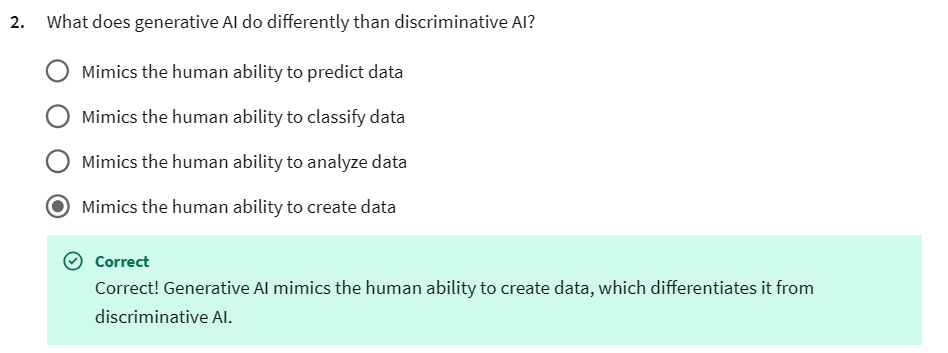 2. What does generative AI do differently than discriminative AI?
Mimics the human ability to predict data
Mimics the human ability to classify data
Mimics the human ability to analyze data
Mimics the human ability to create data
Correct
Correct! Generative AI mimics the human ability to create data, which differentiates it from
discriminative AI.